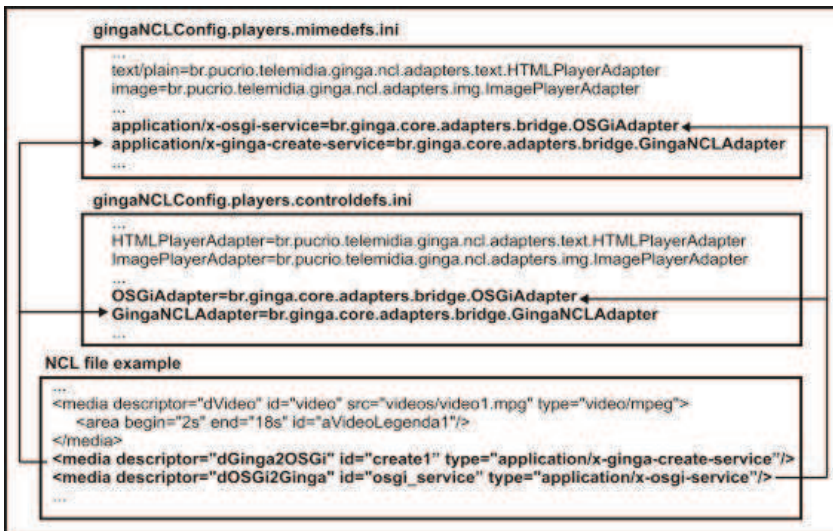 gingaNCLConfig.players.mimedefs.ini
...
text/plain=br.pucrio.telemidia.ginga.ncl.adapters.text.HTMLPlayerAdapter
image=br.pucrio.telemidia.ginga.ncl.adapters.img.ImagePlayerAdapter
...
application/x-osgi-service=br.ginga.core.adapters.bridge.OSGiAdapter
application/x-ginga-create-service=br.ginga.core.adapters.bridge.GingaNCLAdapter
...
gingaNCLConfig.players.controldefs.ini
...
HTMLPlayerAdapter=br.pucrio.telemidia.ginga.ncl.adapters.text.HTMLPlayerAdapter
ImagePlayerAdapter=br.pucrio.telemidia.ginga.ncl.adapters.img.ImagePlayerAdapter
...
OSGiAdapter=br.ginga.core.adapters.bridge.OSGiAdapter
GingaNCLAdapter=br.ginga.core.adapters.bridge.GingaNCLAdapter
...
NCL file example
...
<media descriptor="dVideo" id="video" src="videos/video1.mpg" type="video/mpeg">
<area begin="2s" end="18s" id="aVideoLegenda1"/>
</media>
<media descriptor="dGinga2OSGi" id="create1" type="application/x-ginga-create-service"/>
<media descriptor="dOSGi2Ginga" id="osgi_service" type="application/x-osgi-service"/>
...